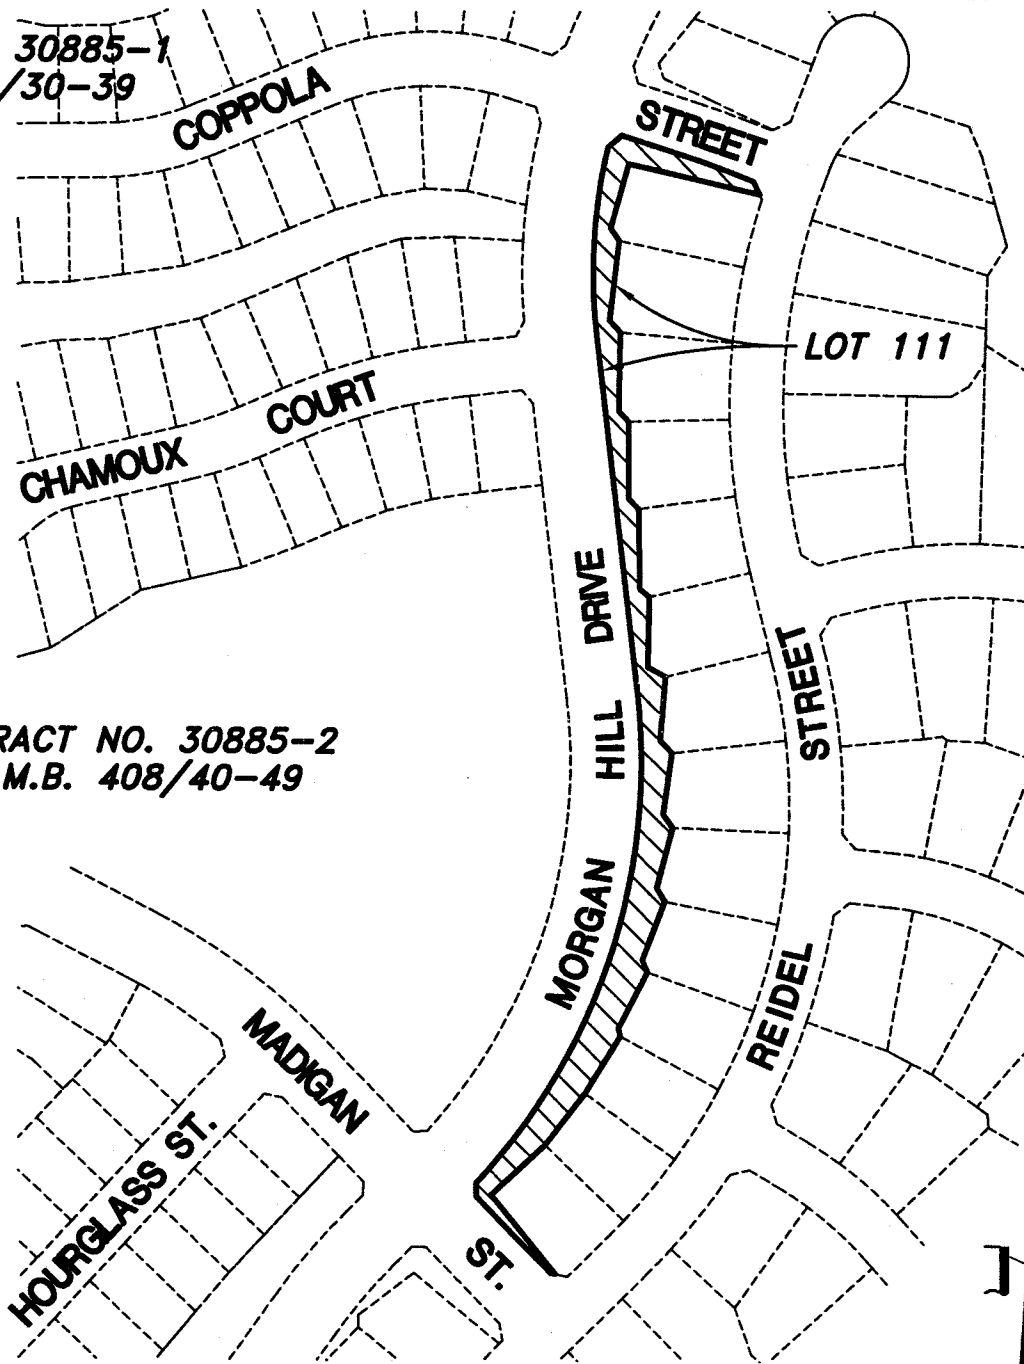 30885-1
/30-39
COPPOLA
STREET
LOT 111
CHAMOUX COURT
MORGAN HILL DRIVE
REIDEL STREET
RACT NO. 30885-2
M.B. 408/40-49
MADIGAN ST.
HOURGLASS ST.